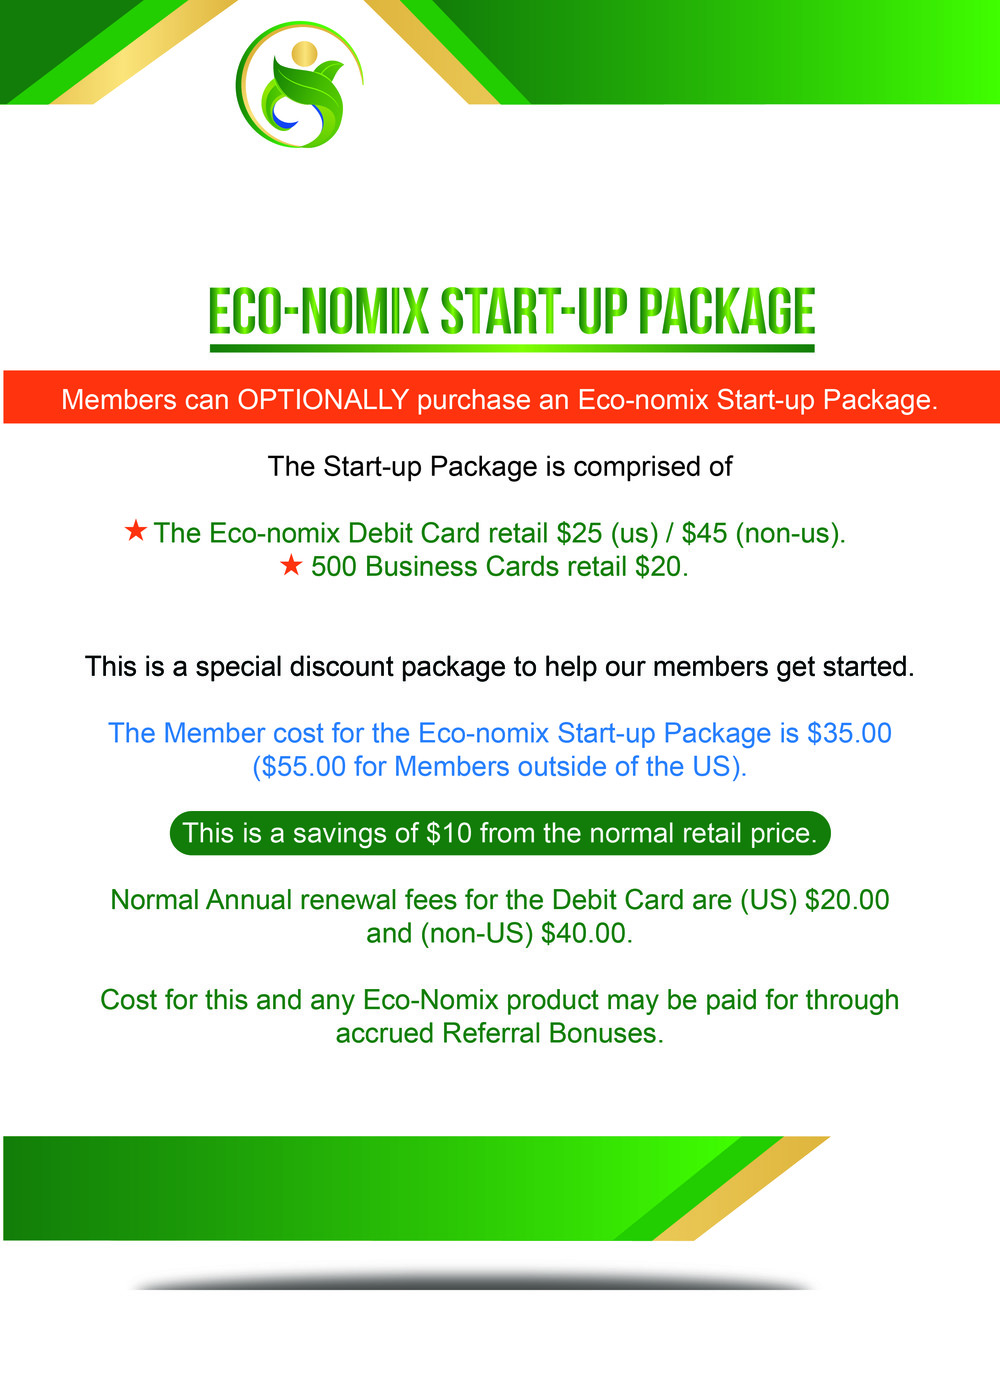 ECO-NOMIX START-UP PACKAGE
Members can OPTIONALLY purchase an Eco-nomix Start-up Package.
The Start-up Package is comprised of
★ The Eco-nomix Debit Card retail $25 (us) / $45 (non-us).
★ 500 Business Cards retail $20.
This is a special discount package to help our members get started.
The Member cost for the Eco-nomix Start-up Package is $35.00
($55.00 for Members outside of the US).
This is a savings of $10 from the normal retail price.
Normal Annual renewal fees for the Debit Card are (US) $20.00
and (non-US) $40.00.
Cost for this and any Eco-Nomix product may be paid for through
accrued Referral Bonuses.